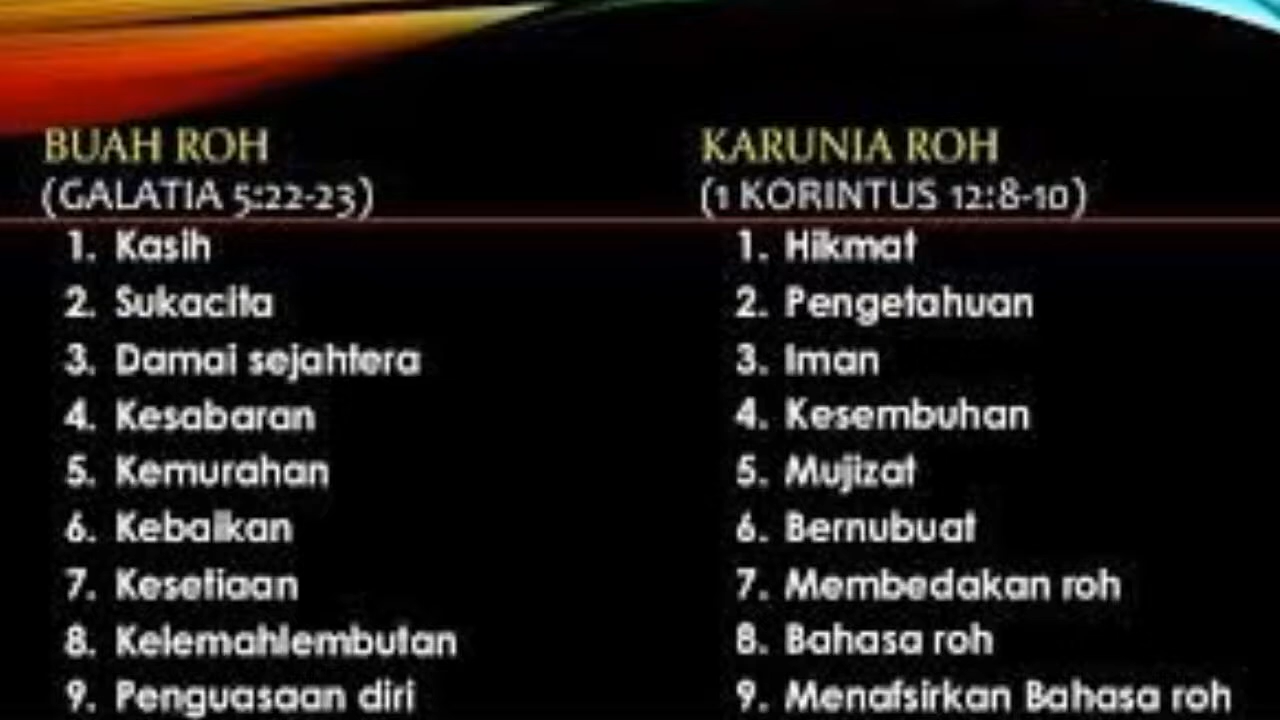 BUAH ROH
(GALATIA 5:22-23)
1. Kasih
2. Sukacita
3. Damai sejahtera
4. Kesabaran
5. Kemurahan
6. Kebaikan
7. Kesetiaan
8. Kelemahlembutan
9. Penguasaan diri
KARUNIA ROH
(1 KORINTUS 12:8-10)
1. Hikmat
2. Pengetahuan
3. Iman
4. Kesembuhan
5. Mujizat
6. Bernubuat
7. Membedakan roh
8. Bahasa roh
9. Menafsirkan Bahasa roh